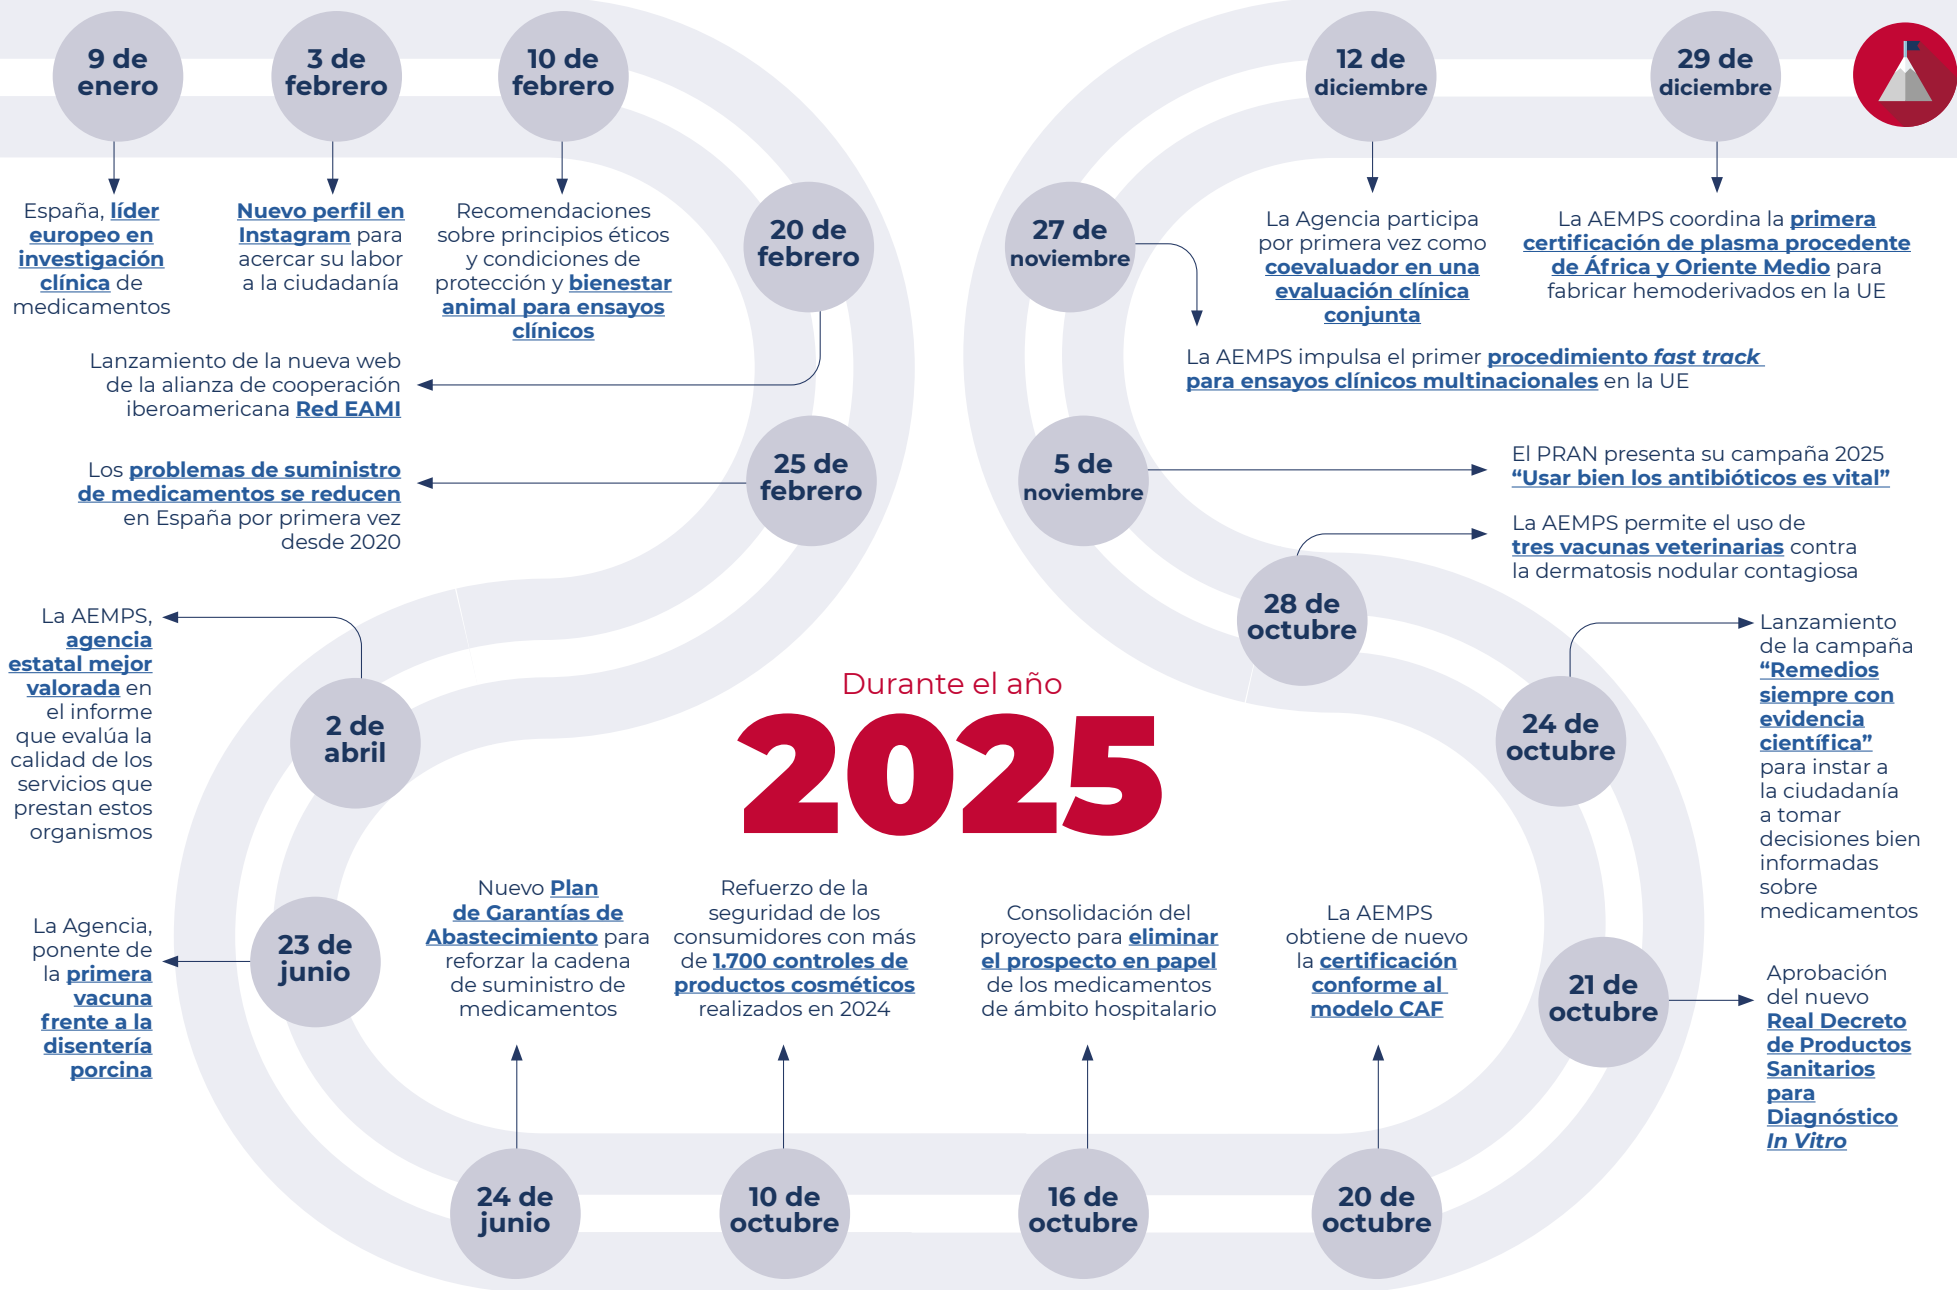 9 de
enero
España, líder
europeo en
investigación
clínica de
medicamentos
3 de
febrero
Nuevo perfil en
Instagram para
acercar su labor
a la ciudadanía
10 de
febrero
Recomendaciones
sobre principios éticos
y condiciones de
protección y bienestar
animal para ensayos
clínicos
20 de
febrero
Lanzamiento de la nueva web
de la alianza de cooperación
iberoamericana Red EAMI
25 de
febrero
Los problemas de suministro
de medicamentos se reducen
en España por primera vez
desde 2020
2 de
abril
La AEMPS,
agencia
estatal mejor
valorada en
el informe
que evalúa la
calidad de los
servicios que
prestan estos
organismos
23 de
junio
La Agencia,
ponente de
la primera
vacuna
frente a la
disentería
porcina
24 de
junio
Nuevo Plan
de Garantías de
Abastecimiento para
reforzar la cadena
de suministro de
medicamentos
10 de
octubre
Refuerzo de la
seguridad de los
consumidores con más
de 1.700 controles de
productos cosméticos
realizados en 2024
16 de
octubre
Consolidación del
proyecto para eliminar
el prospecto en papel
de los medicamentos
de ámbito hospitalario
20 de
octubre
La AEMPS
obtiene de nuevo
la certificación
conforme al
modelo CAF
21 de
octubre
Aprobación
del nuevo
Real Decreto
de Productos
Sanitarios
para
Diagnóstico
In Vitro
24 de
octubre
Lanzamiento
de la campaña
“Remedios
siempre con
evidencia
científica”
para instar a
la ciudadanía
a tomar
decisiones bien
informadas
sobre
medicamentos
28 de
octubre
La AEMPS permite el uso de
tres vacunas veterinarias contra
la dermatosis nodular contagiosa
5 de
noviembre
El PRAN presenta su campaña 2025
“Usar bien los antibióticos es vital”
27 de
noviembre
La AEMPS impulsa el primer procedimiento fast track
para ensayos clínicos multinacionales en la UE
12 de
diciembre
La Agencia participa
por primera vez como
coevaluador en una
evaluación clínica
conjunta
29 de
diciembre
La AEMPS coordina la primera
certificación de plasma procedente
de África y Oriente Medio para
fabricar hemoderivados en la UE
Durante el año
2025